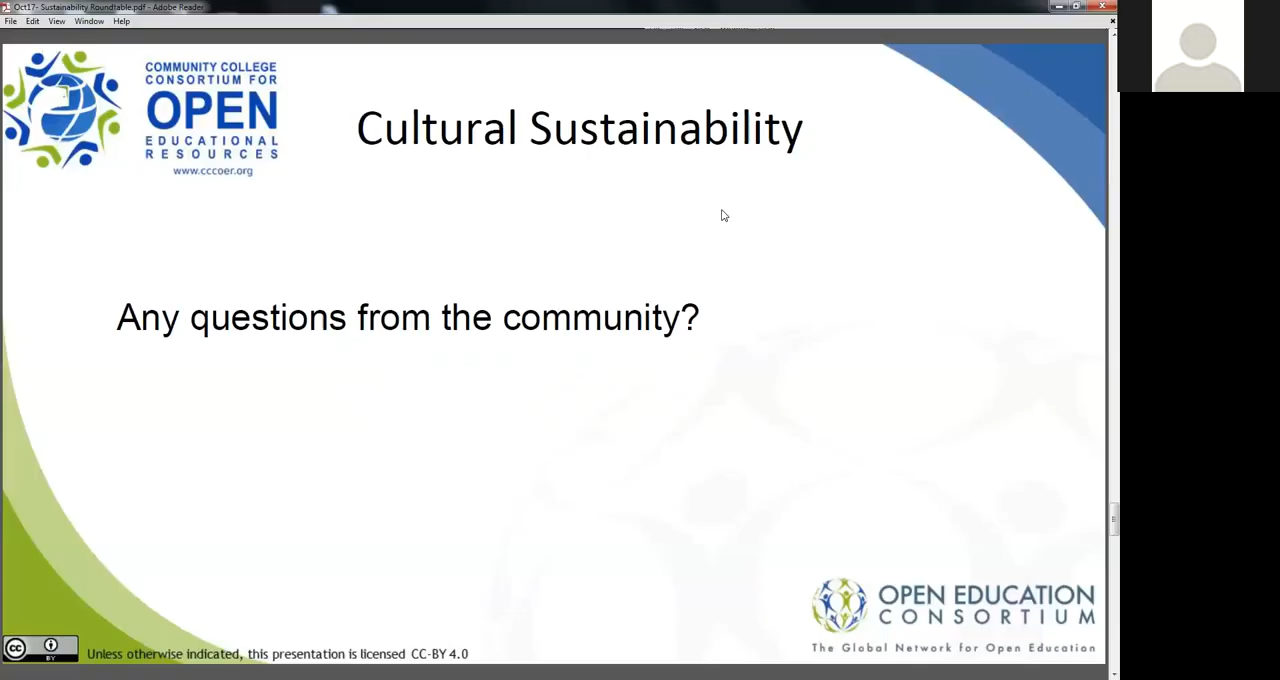 Oct17- Sustainability Roundtable.pdf - Adobe Reader
File Edit View Window Help
COMMUNITY COLLEGE
CONSORTIUM FOR
OPEN
EDUCATIONAL
RESOURCES
www.cccoer.org
Cultural Sustainability
Any questions from the community?
OPEN EDUCATION
CONSORTIUM
The Global Network for Open Education
cc
BY
Unless otherwise indicated, this presentation is licensed CC-BY 4.0